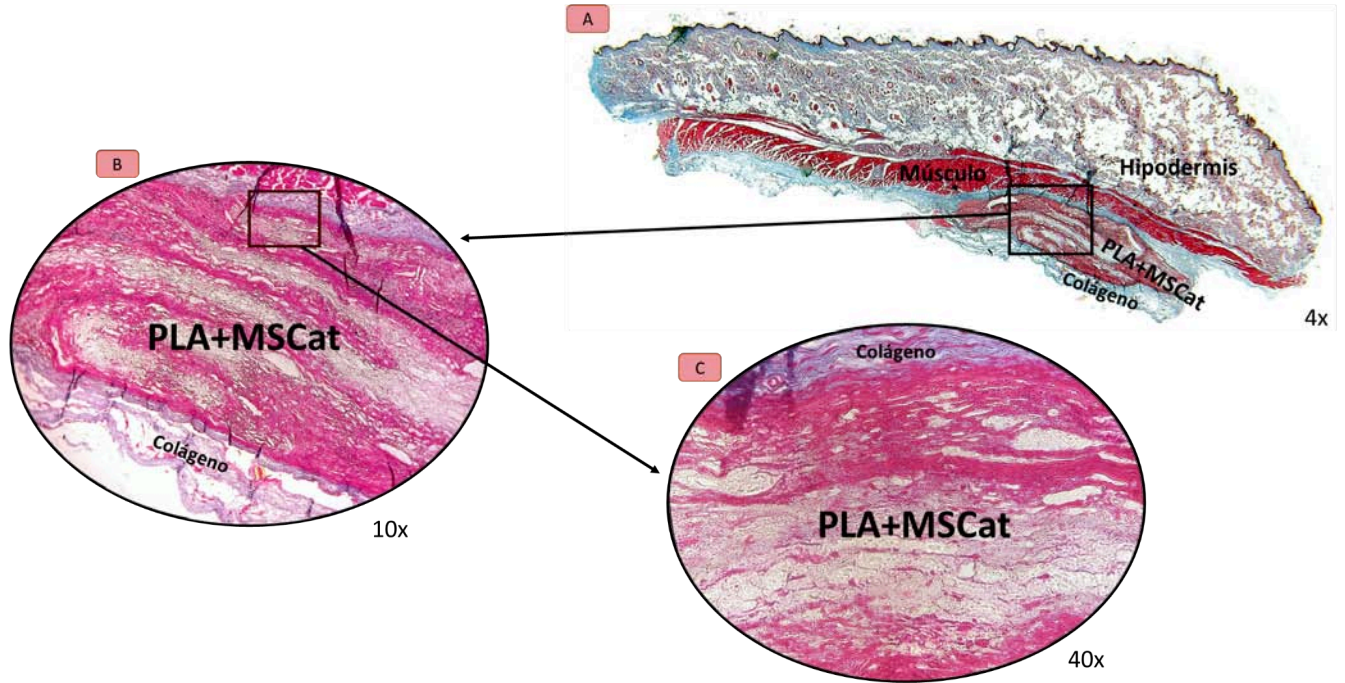 A
Músculo
Hipodermis
PLA+MSCat
Colágeno
4x
B
PLA+MSCat
Colágeno
10x
C
Colágeno
PLA+MSCat
40x